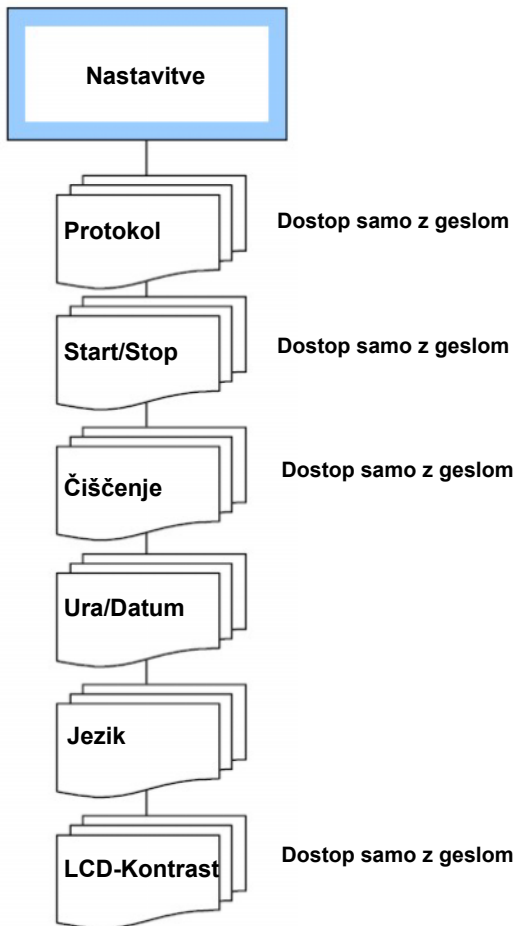 Nastavitve
Protokol
Dostop samo z geslom
Start/Stop
Dostop samo z geslom
Čiščenje
Dostop samo z geslom
Ura/Datum
Jezik
LCD-Kontrast
Dostop samo z geslom